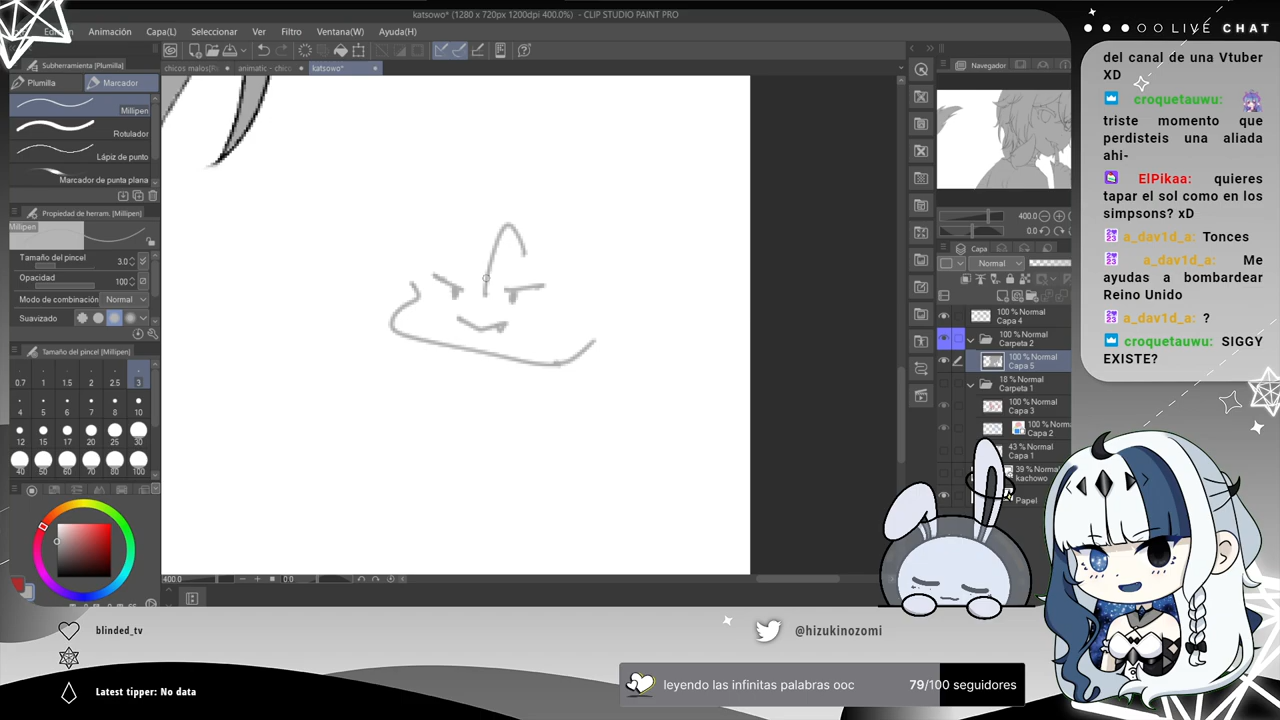 katsowo* (1280 x 720px 1200dpi 400.0%) - CLIP STUDIO PAINT PRO
Animación Capa(L) Seleccionar Ver Filtro Ventana(W) Ayuda(H)
Subherramienta (Plumilla)
animatic - chico
katsowo*
Plumilla Marcador
Millipen
Rotulador
Lápiz de punto
Marcador de punta plana
Propiedad de herram. (Millipen)
Millipen
Tamaño del pincel 3.0
Opacidad 100
Modo de combinación Normal
Suavizado
Tamaño del pincel (Millipen)
0.7 1 1.5 2 2.5 3
4 5 6 7 8 10
12 15 17 20 25 30
40 50 60 70 80 100
400.0
0.0
Navegador
400.0
0.0
Capa
Normal
100 % Normal
Capa 4
100 % Normal
Carpeta 2
100 % Normal
Capa 5
18 % Normal
Carpeta 1
100 % Normal
Capa 3
100 % Normal
Capa 2
43 % Normal
Capa 1
39 % Normal
kachowo
Papel
LIVE CHAT
del canal de una Vtuber
XD
croquetauwu:
triste momento que
perdisteis una aliada
ahi-
ElPikaa: quieres
tapar el sol como en los
simpsons? xD
a_dav1d_a: Tonces
a_dav1d_a: Me
ayudas a bombardear
Reino Unido
a_dav1d_a: ?
croquetauwu: SIGGY
EXISTE?
blinded_tv
Latest tipper: No data
@hizukinozomi
leyendo las infinitas palabras ooc 79/100 seguidores